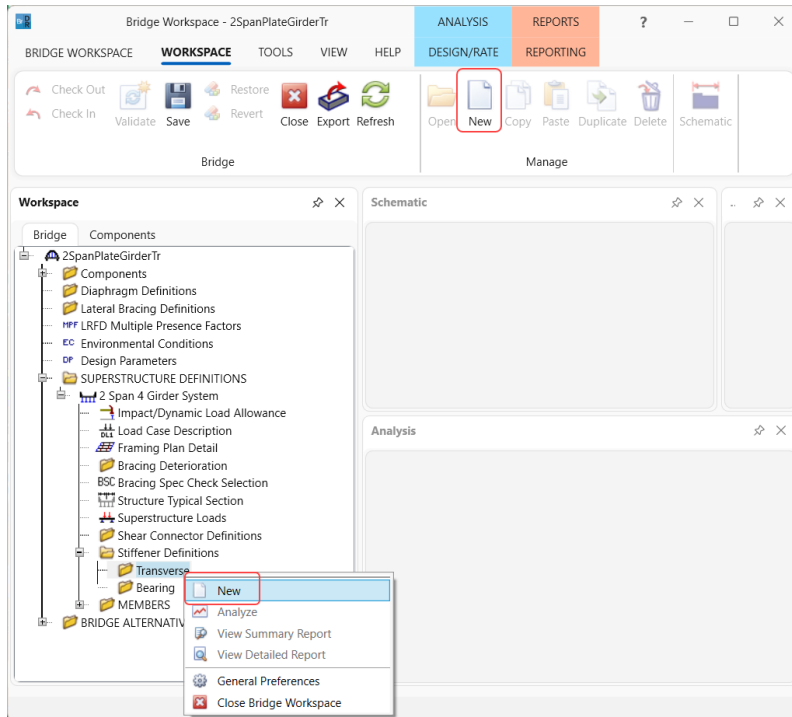 Bridge Workspace - 2SpanPlateGirderTr
ANALYSIS
REPORTS
?
BRIDGE WORKSPACE
WORKSPACE
TOOLS
VIEW
HELP
DESIGN/RATE
REPORTING
Check Out
Check In
Validate
Save
Restore
Revert
Close
Export
Refresh
Open
New
Copy
Paste
Duplicate
Delete
Schematic
Bridge
Manage
Workspace
Bridge
Components
2SpanPlateGirderTr
Components
Diaphragm Definitions
Lateral Bracing Definitions
MPF LRFD Multiple Presence Factors
EC Environmental Conditions
DP Design Parameters
SUPERSTRUCTURE DEFINITIONS
2 Span 4 Girder System
Impact/Dynamic Load Allowance
DL1 Load Case Description
Framing Plan Detail
Bracing Deterioration
BSC Bracing Spec Check Selection
Structure Typical Section
Superstructure Loads
Shear Connector Definitions
Stiffener Definitions
Transverse
Bearing
MEMBERS
BRIDGE ALTERNATIV
New
Analyze
View Summary Report
View Detailed Report
General Preferences
Close Bridge Workspace
Schematic
..
Analysis